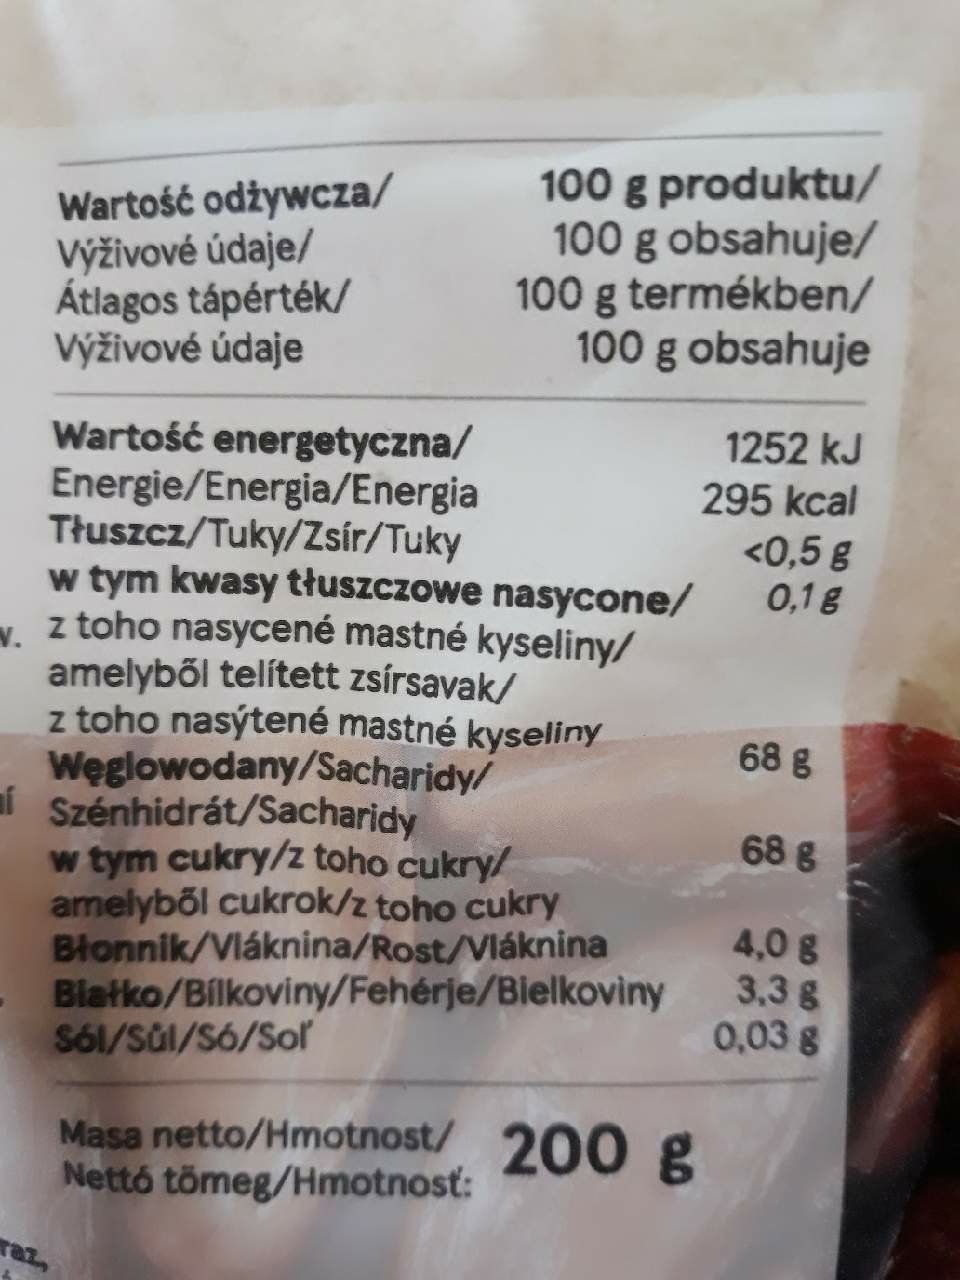 Wartość odżywcza/ 100 g produktu/
Výživové údaje/ 100 g obsahuje/
Átlagos tápérték/ 100 g termékben/
Výživové údaje 100 g obsahuje
Wartość energetyczna/ 1252 kJ
Energie/Energia/Energia 295 kcal
Tłuszcz/Tuky/Zsír/Tuky <0,5 g
w tym kwasy tłuszczowe nasycone/ 0,1 g
z toho nasycené mastné kyseliny/
amelyből telített zsírsavak/
z toho nasýtené mastné kyseliny
Węglowodany/Sacharidy/ 68 g
Szénhidrát/Sacharidy
w tym cukry/z toho cukry/ 68 g
amelyből cukrok/z toho cukry
Błonnik/Vláknina/Rost/Vláknina 4,0 g
Białko/Bílkoviny/Fehérje/Bielkoviny 3,3 g
Sól/Sůl/Só/Soľ 0,03 g
Masa netto/Hmotnost/ 200 g
Nettó tömeg/Hmotnosť: